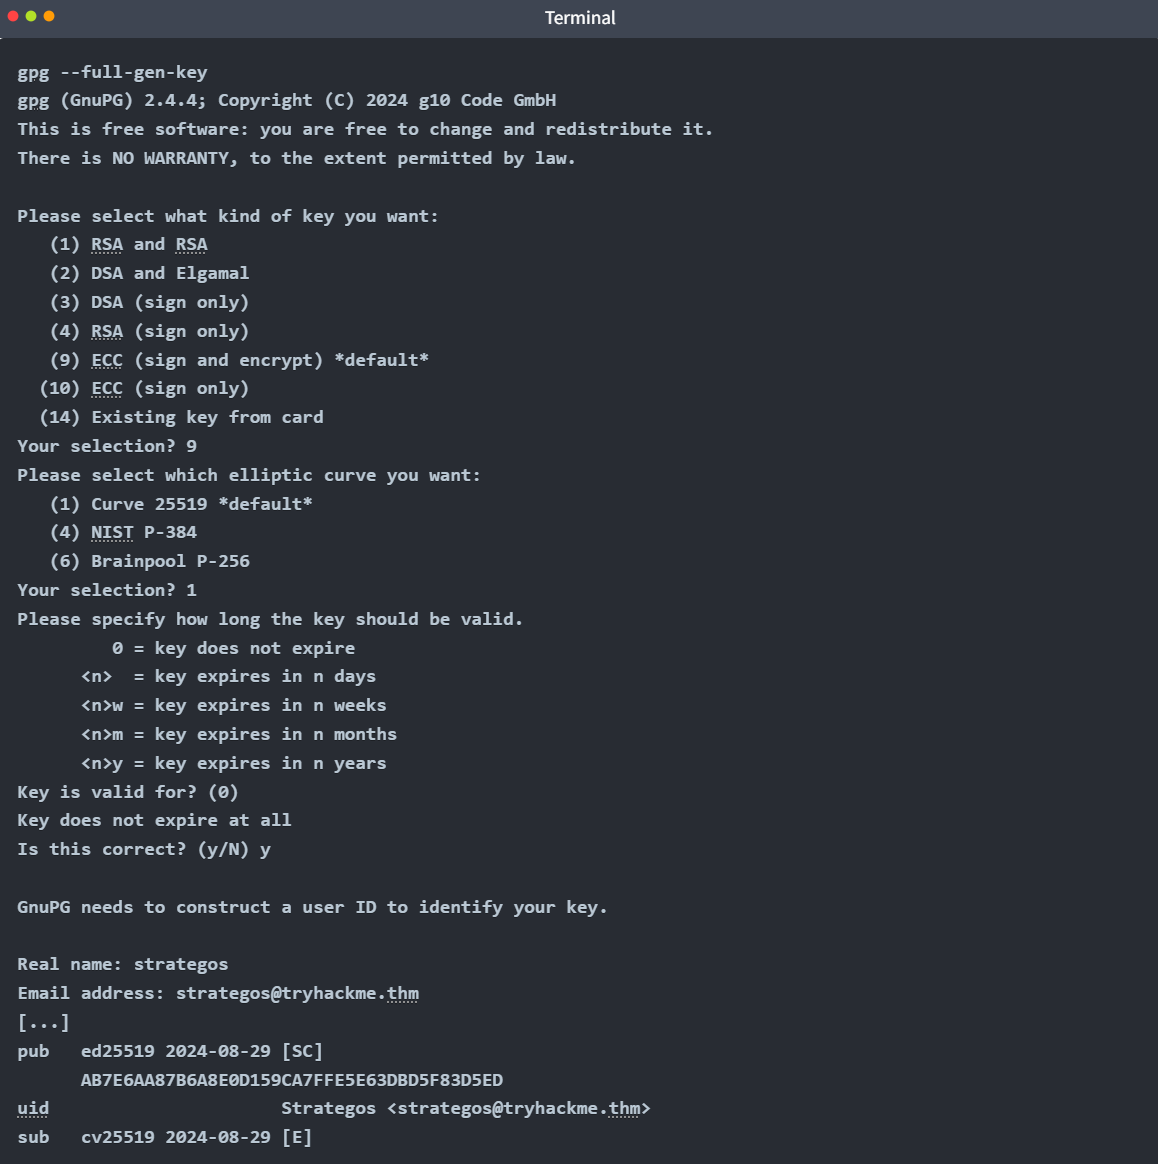 Terminal
gpg --full-gen-key
gpg (GnuPG) 2.4.4; Copyright (C) 2024 g10 Code GmbH
This is free software: you are free to change and redistribute it.
There is NO WARRANTY, to the extent permitted by law.
Please select what kind of key you want:
   (1) RSA and RSA
   (2) DSA and Elgamal
   (3) DSA (sign only)
   (4) RSA (sign only)
   (9) ECC (sign and encrypt) *default*
  (10) ECC (sign only)
  (14) Existing key from card
Your selection? 9
Please select which elliptic curve you want:
   (1) Curve 25519 *default*
   (4) NIST P-384
   (6) Brainpool P-256
Your selection? 1
Please specify how long the key should be valid.
         0 = key does not expire
      <n>  = key expires in n days
      <n>w = key expires in n weeks
      <n>m = key expires in n months
      <n>y = key expires in n years
Key is valid for? (0)
Key does not expire at all
Is this correct? (y/N) y
GnuPG needs to construct a user ID to identify your key.
Real name: strategos
Email address: strategos@tryhackme.thm
[...]
pub   ed25519 2024-08-29 [SC]
      AB7E6AA87B6A8E0D159CA7FFE5E63DBD5F83D5ED
uid                      Strategos <strategos@tryhackme.thm>
sub   cv25519 2024-08-29 [E]